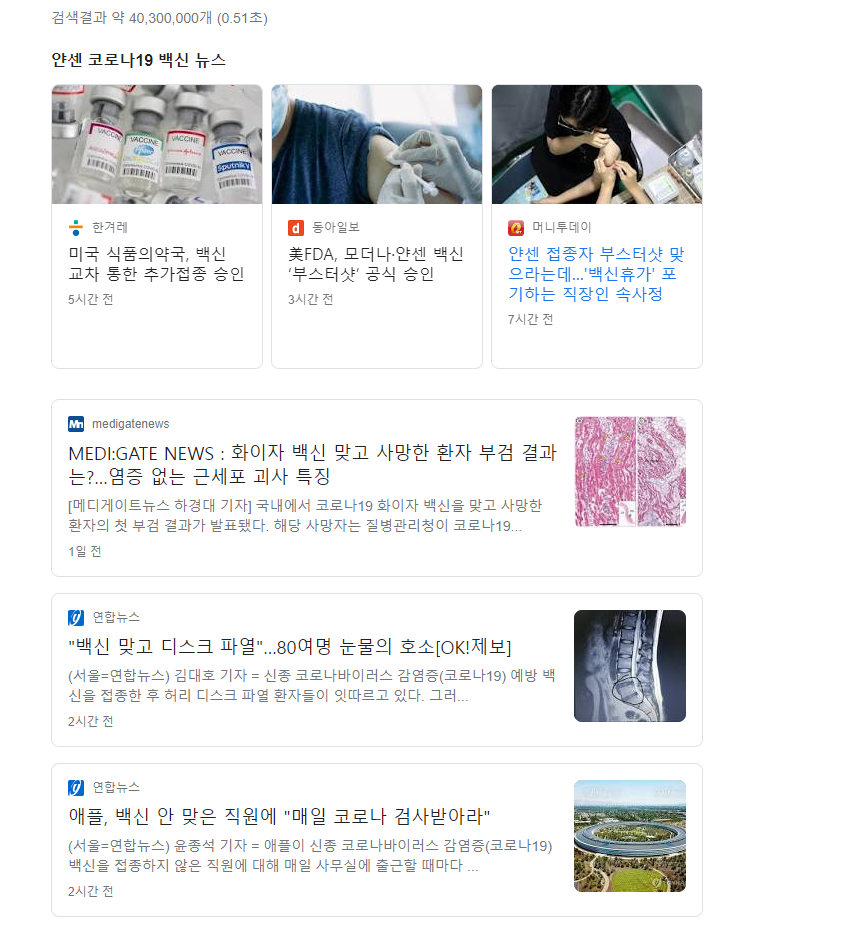 검색결과 약 40,300,000개 (0.51초)
얀센 코로나19 백신 뉴스
VACCINE
VACCINE
VACCINE
VACCINE
SputnikV
한겨레
미국 식품의약국, 백신
교차 통한 추가접종 승인
5시간 전
d
동아일보
美FDA, 모더나·얀센 백신
‘부스터샷’ 공식 승인
3시간 전
머니투데이
얀센 접종자 부스터샷 맞
으라는데...'백신휴가' 포
기하는 직장인 속사정
7시간 전
Mn medigatenews
MEDI:GATE NEWS : 화이자 백신 맞고 사망한 환자 부검 결과
는?...염증 없는 근세포 괴사 특징
[메디게이트뉴스 하경대 기자] 국내에서 코로나19 화이자 백신을 맞고 사망한
환자의 첫 부검 결과가 발표됐다. 해당 사망자는 질병관리청이 코로나19...
1일 전
연합뉴스
"백신 맞고 디스크 파열"...80여명 눈물의 호소[OK!제보]
(서울=연합뉴스) 김대호 기자 = 신종 코로나바이러스 감염증(코로나19) 예방 백
신을 접종한 후 허리 디스크 파열 환자들이 잇따르고 있다. 그러...
2시간 전
연합뉴스
애플, 백신 안 맞은 직원에 "매일 코로나 검사받아라"
(서울=연합뉴스) 윤종석 기자 = 애플이 신종 코로나바이러스 감염증(코로나19)
백신을 접종하지 않은 직원에 대해 매일 사무실에 출근할 때마다 ...
2시간 전